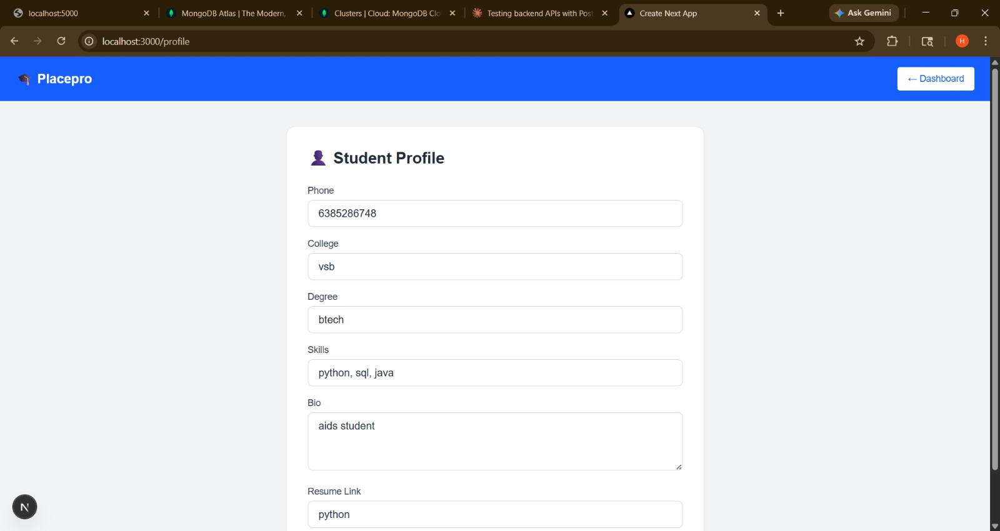 localhost:5000
MongoDB Atlas | The Modern,
Clusters | Cloud: MongoDB Clo
Testing backend APIs with Post
Create Next App
Ask Gemini
localhost:3000/profile
H
Placepro
← Dashboard
Student Profile
Phone
6385286748
College
vsb
Degree
btech
Skills
python, sql, java
Bio
aids student
Resume Link
python
N